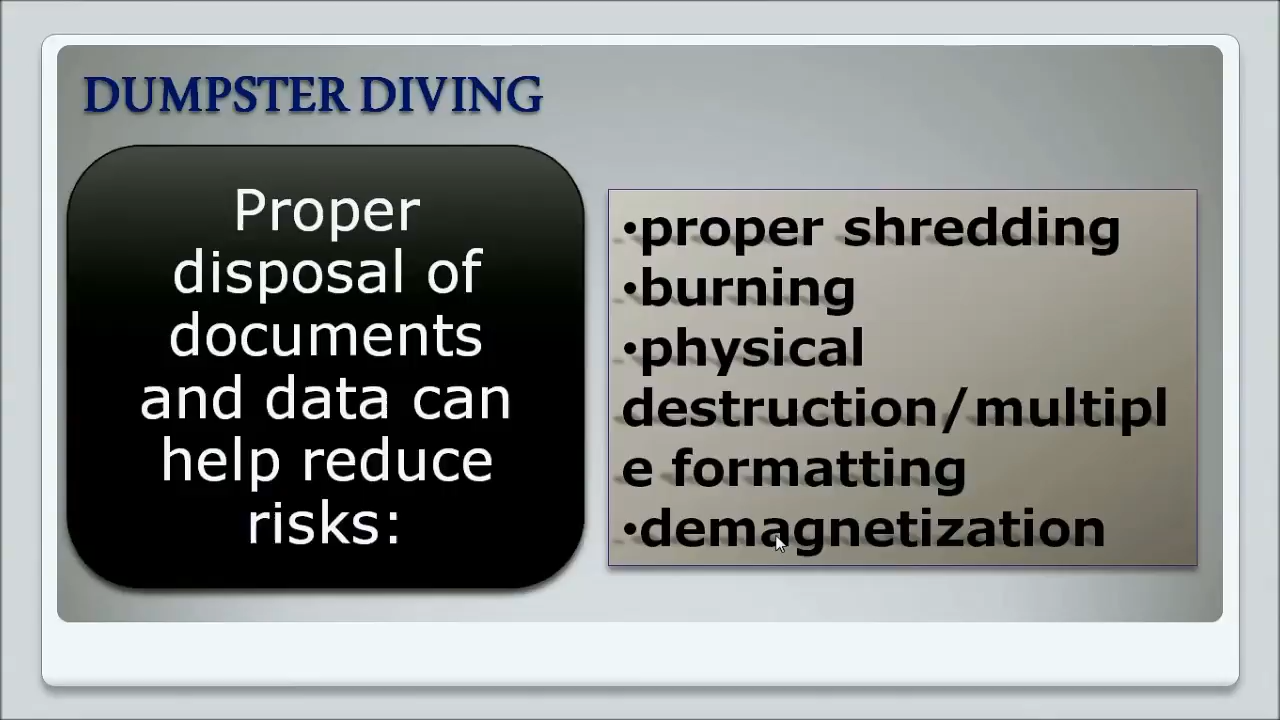 DUMPSTER DIVING
Proper
disposal of
documents
and data can
help reduce
risks:
•proper shredding
•burning
•physical
destruction/multipl
e formatting
•demagnetization